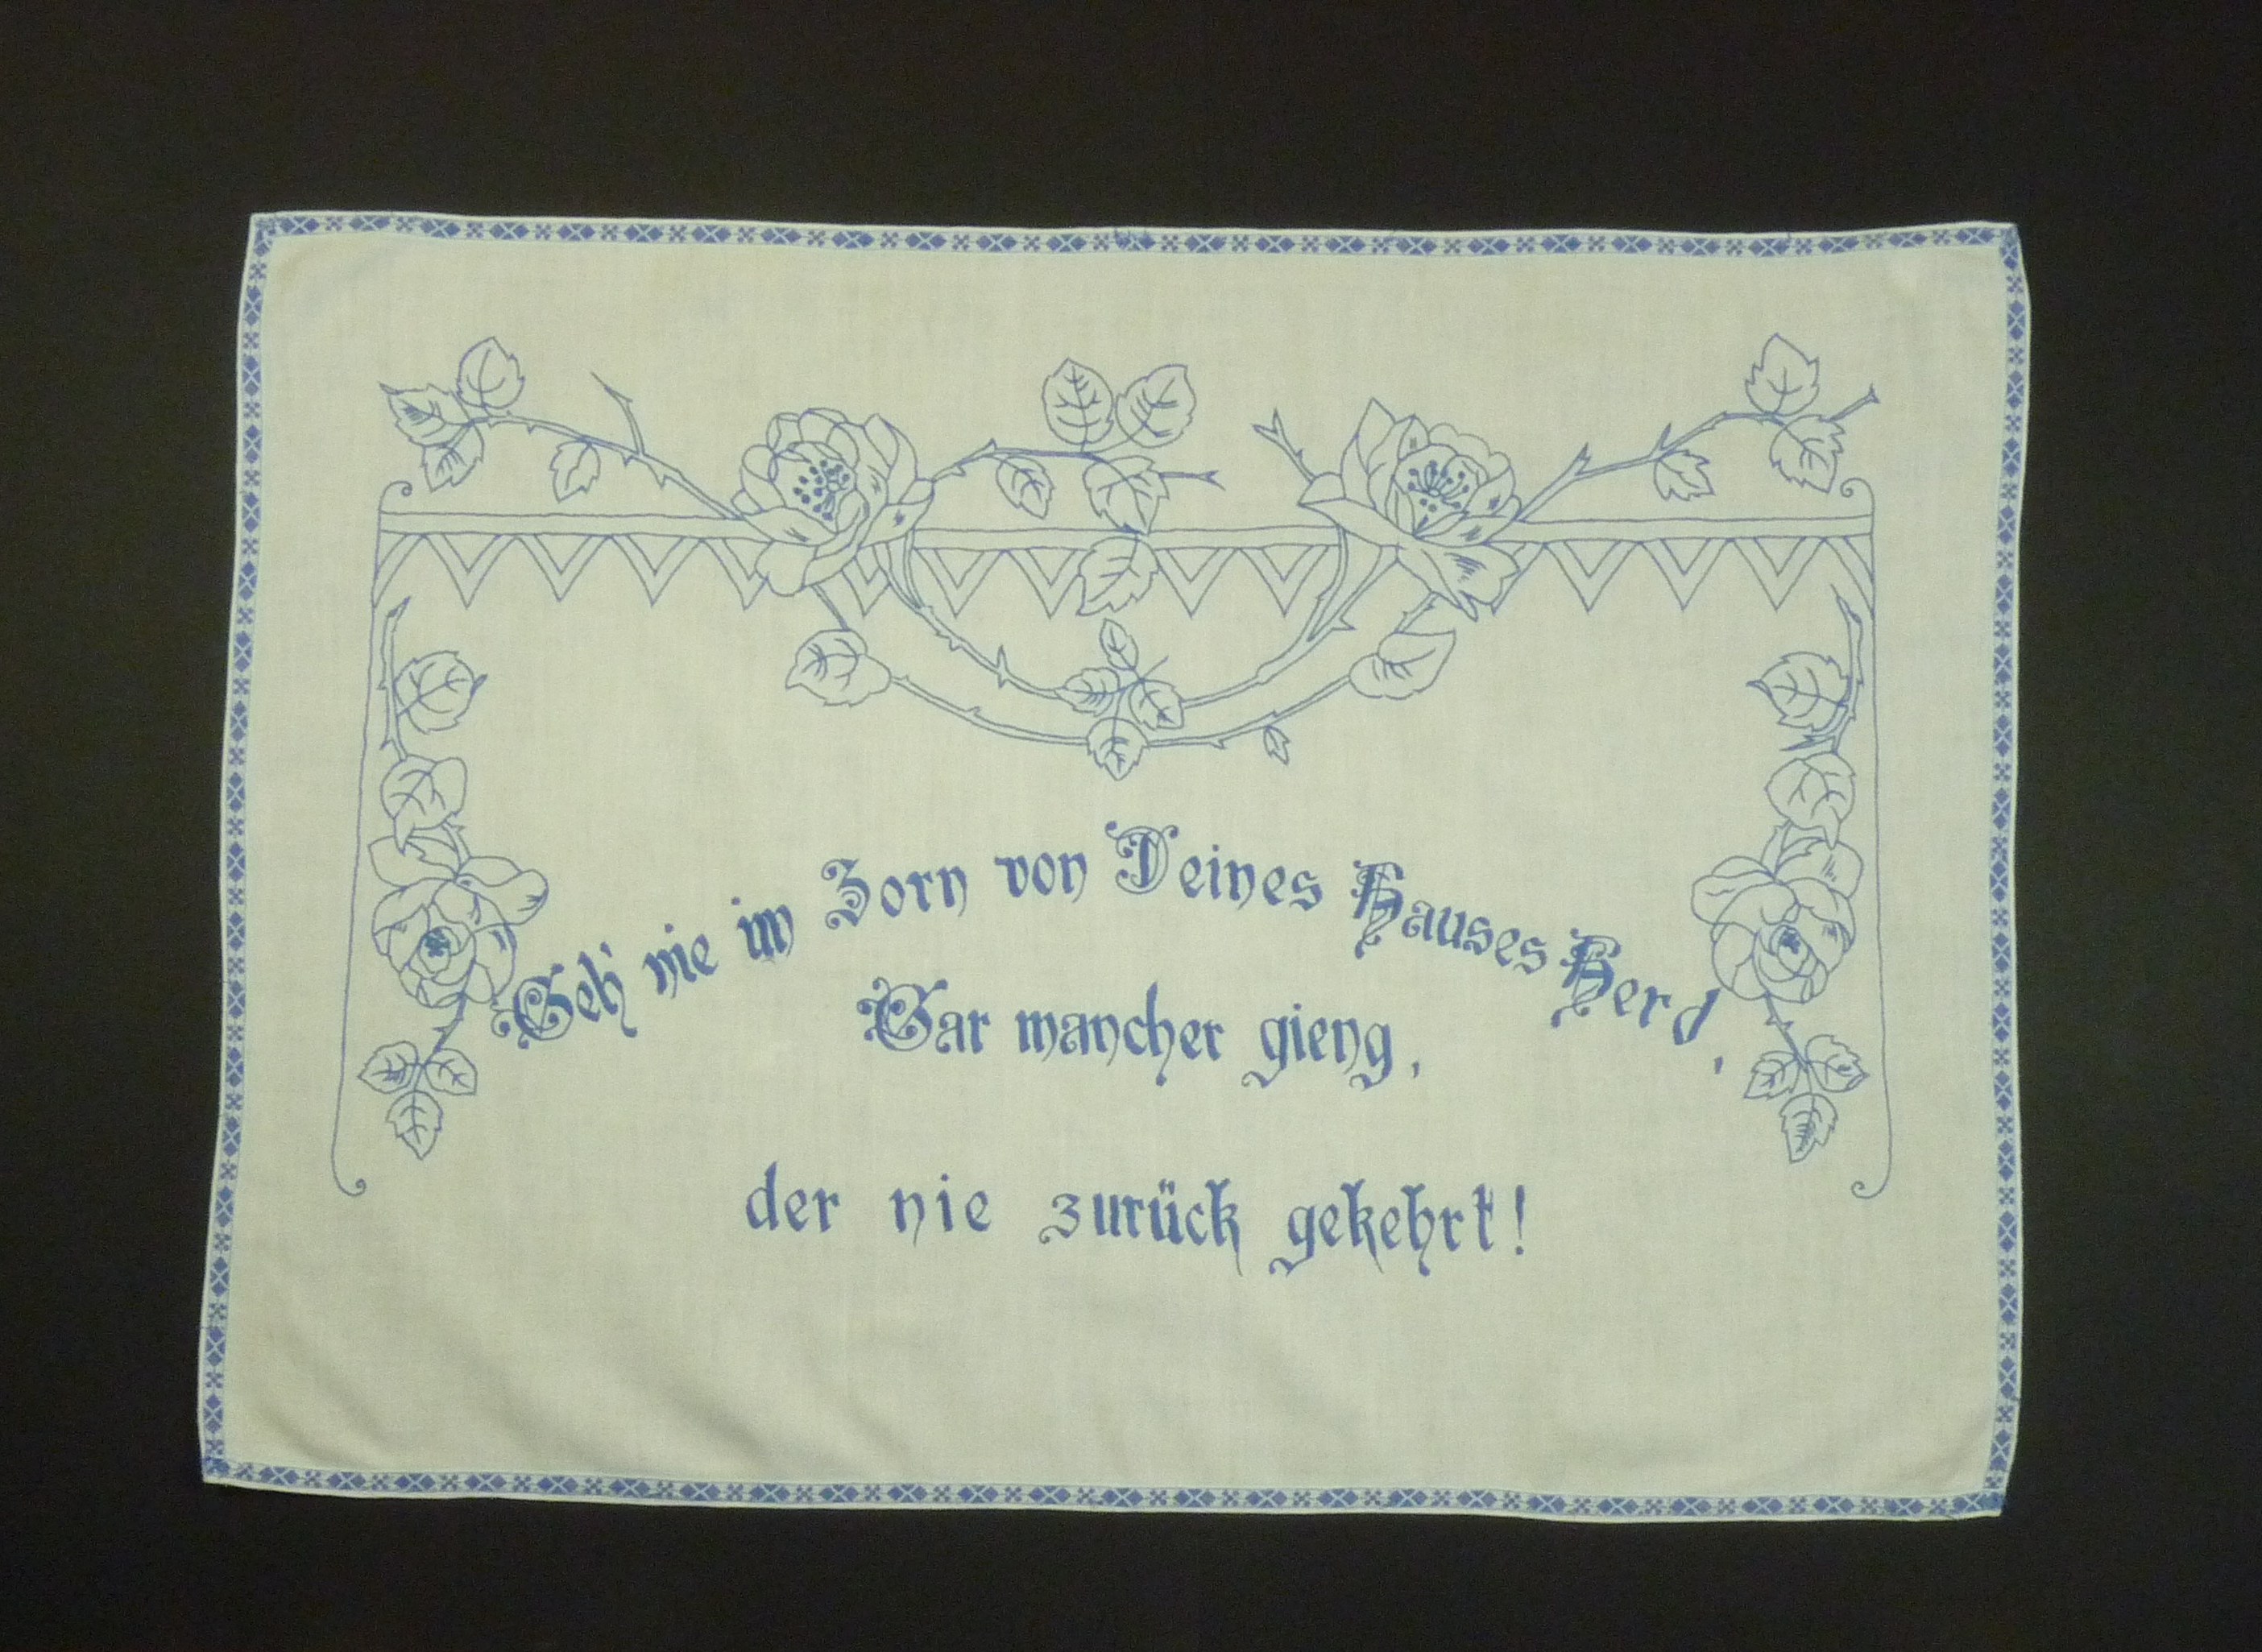 Geh' nie im Zorn von Deines Hauses Herd,
Gar mancher gieng,
der nie zurück gekehrt!